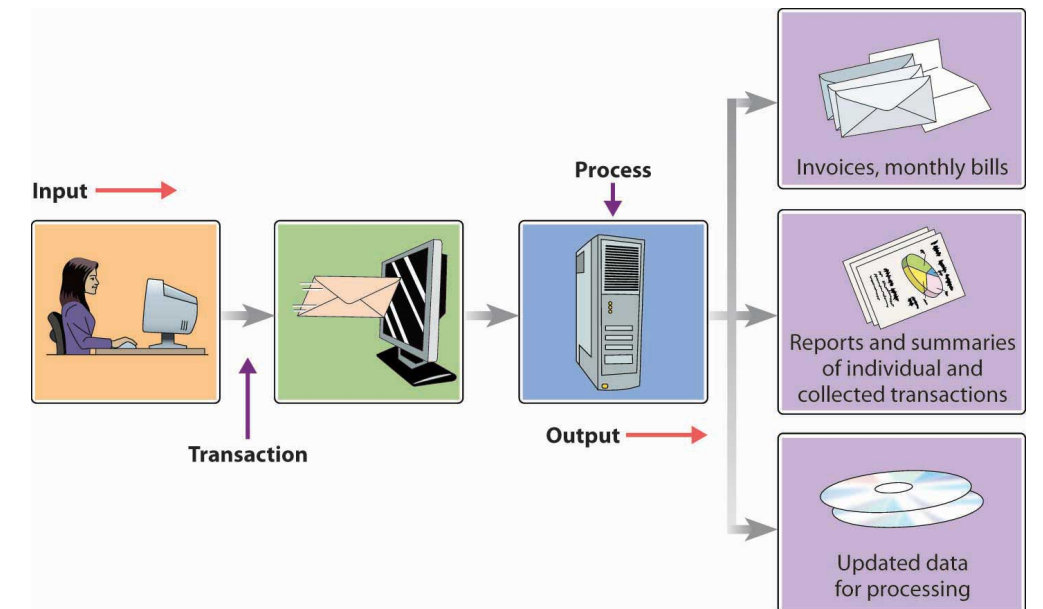 Input
Transaction
Process
Output
Invoices, monthly bills
Reports and summaries
of individual and
collected transactions
Updated data
for processing